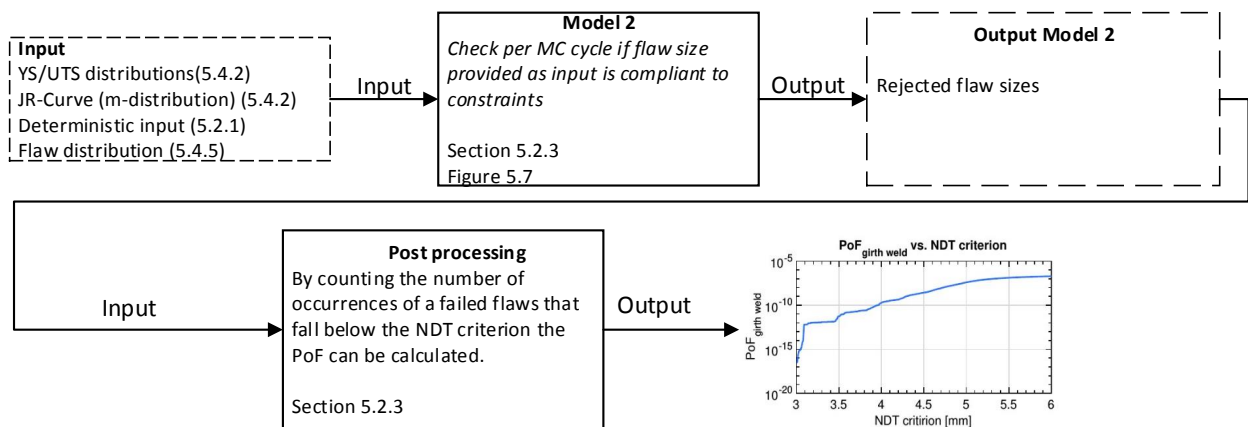 Input
YS/UTS distributions(5.4.2)
JR-Curve (m-distribution) (5.4.2)
Deterministic input (5.2.1)
Flaw distribution (5.4.5)
Input
Model 2
Check per MC cycle if flaw size
provided as input is compliant to
constraints
Section 5.2.3
Figure 5.7
Output
Output Model 2
Rejected flaw sizes
Input
Post processing
By counting the number of
occurrences of a failed flaws that
fall below the NDT criterion the
PoF can be calculated.
Section 5.2.3
Output
PoF girth weld vs. NDT criterion
PoF girth weld
10-5
10-10
10-15
10-20
3 3.5 4 4.5 5 5.5 6
NDT critirion [mm]